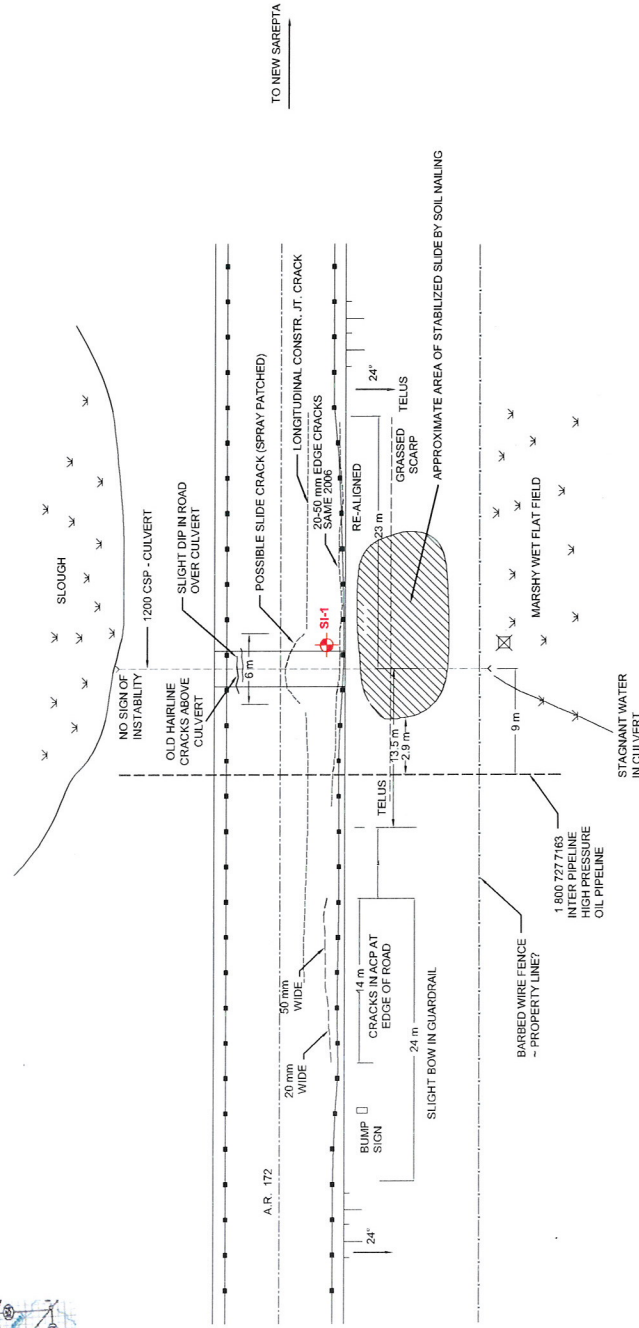 TO NEW SAREPTA
SLOUGH
1200 CSP - CULVERT
NO SIGN OF
INSTABILITY
SLIGHT DIP IN ROAD
OVER CULVERT
OLD HAIRLINE
CRACKS ABOVE
CULVERT
6 m
POSSIBLE SLIDE CRACK (SPRAY PATCHED)
LONGITUDINAL CONSTR. JT. CRACK
20-50 mm EDGE CRACKS
SAME 2006
SI-1
A.R. 172
20 mm
WIDE
50 mm
WIDE
14 m
CRACKS IN ACP AT
EDGE OF ROAD
24 m
SLIGHT BOW IN GUARDRAIL
BUMP
SIGN
24"
TELUS
13.5 m
2.9 m
RE-ALIGNED
23 m
24"
TELUS
GRASSED
SCARP
APPROXIMATE AREA OF STABILIZED SLIDE BY SOIL NAILING
MARSHY WET FLAT FIELD
9 m
STAGNANT WATER
IN CULVERT
1 800 727 7163
INTER PIPELINE
HIGH PRESSURE
OIL PIPELINE
BARBED WIRE FENCE
~ PROPERTY LINE?